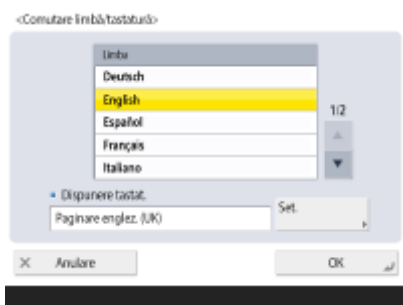 <Comutare limbă/tastatură>
Limba
Deutsch
English
Español
Français
Italiano
1/2
Dispunere tastat.
Paginare englez. (UK)
Set.
Anulare
OK